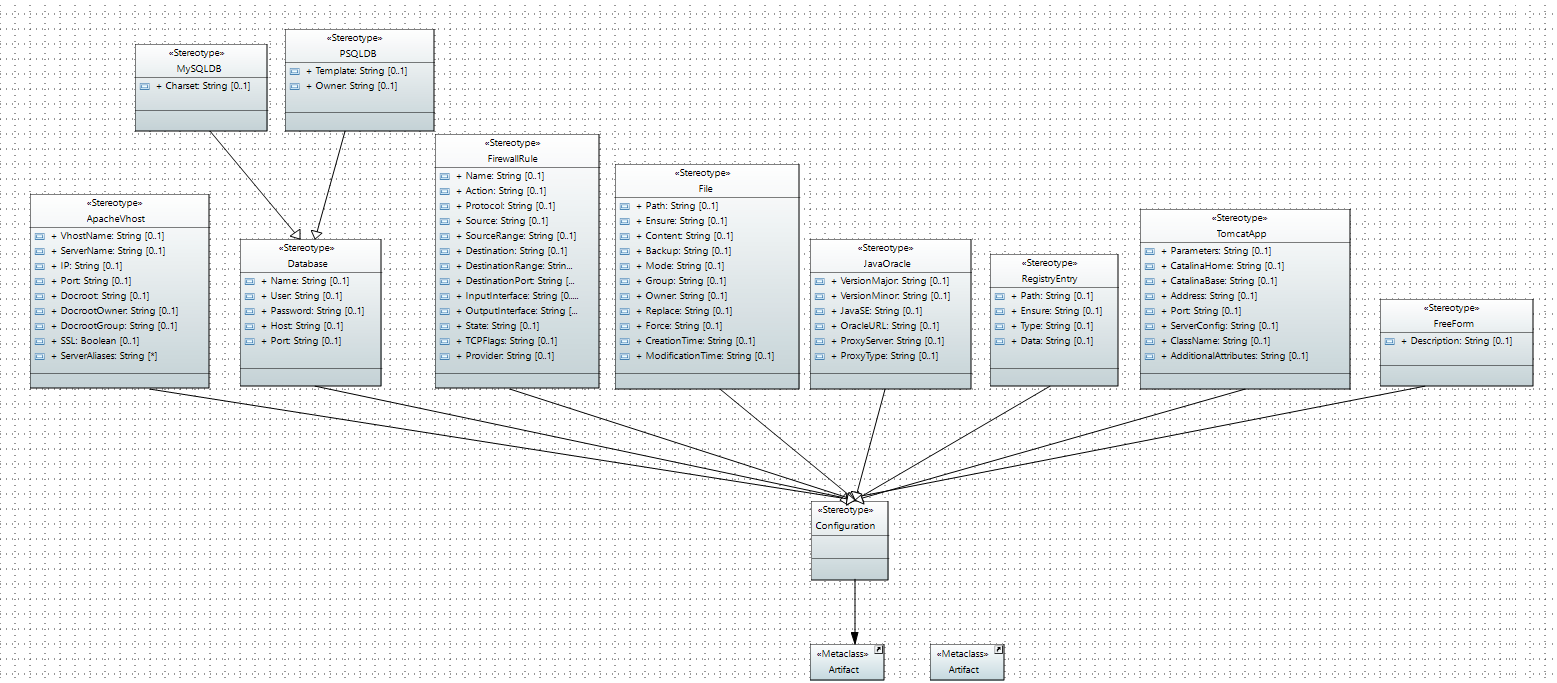 «Stereotype»
MySQLDB
+ Charset: String [0..1]
«Stereotype»
PSQLDB
+ Template: String [0..1]
+ Owner: String [0..1]
«Stereotype»
ApacheVhost
+ VhostName: String [0..1]
+ ServerName: String [0..1]
+ IP: String [0..1]
+ Port: String [0..1]
+ Docroot: String [0..1]
+ DocrootOwner: String [0..1]
+ DocrootGroup: String [0..1]
+ SSL: Boolean [0..1]
+ ServerAliases: String [*]
«Stereotype»
Database
+ Name: String [0..1]
+ User: String [0..1]
+ Password: String [0..1]
+ Host: String [0..1]
+ Port: String [0..1]
«Stereotype»
FirewallRule
+ Name: String [0..1]
+ Action: String [0..1]
+ Protocol: String [0..1]
+ Source: String [0..1]
+ SourceRange: String [0..1]
+ Destination: String [0..1]
+ DestinationRange: Strin...
+ DestinationPort: String [...
+ InputInterface: String [0....
+ OutputInterface: String [...
+ State: String [0..1]
+ TCPFlags: String [0..1]
+ Provider: String [0..1]
«Stereotype»
File
+ Path: String [0..1]
+ Ensure: String [0..1]
+ Content: String [0..1]
+ Backup: String [0..1]
+ Mode: String [0..1]
+ Group: String [0..1]
+ Owner: String [0..1]
+ Replace: String [0..1]
+ Force: String [0..1]
+ CreationTime: String [0..1]
+ ModificationTime: String [0..1]
«Stereotype»
JavaOracle
+ VersionMajor: String [0..1]
+ VersionMinor: String [0..1]
+ JavaSE: String [0..1]
+ OracleURL: String [0..1]
+ ProxyServer: String [0..1]
+ ProxyType: String [0..1]
«Stereotype»
RegistryEntry
+ Path: String [0..1]
+ Ensure: String [0..1]
+ Type: String [0..1]
+ Data: String [0..1]
«Stereotype»
TomcatApp
+ Parameters: String [0..1]
+ CatalinaHome: String [0..1]
+ CatalinaBase: String [0..1]
+ Address: String [0..1]
+ Port: String [0..1]
+ ServerConfig: String [0..1]
+ ClassName: String [0..1]
+ AdditionalAttributes: String [0..1]
«Stereotype»
FreeForm
+ Description: String [0..1]
«Stereotype»
Configuration
«Metaclass»
Artifact
«Metaclass»
Artifact